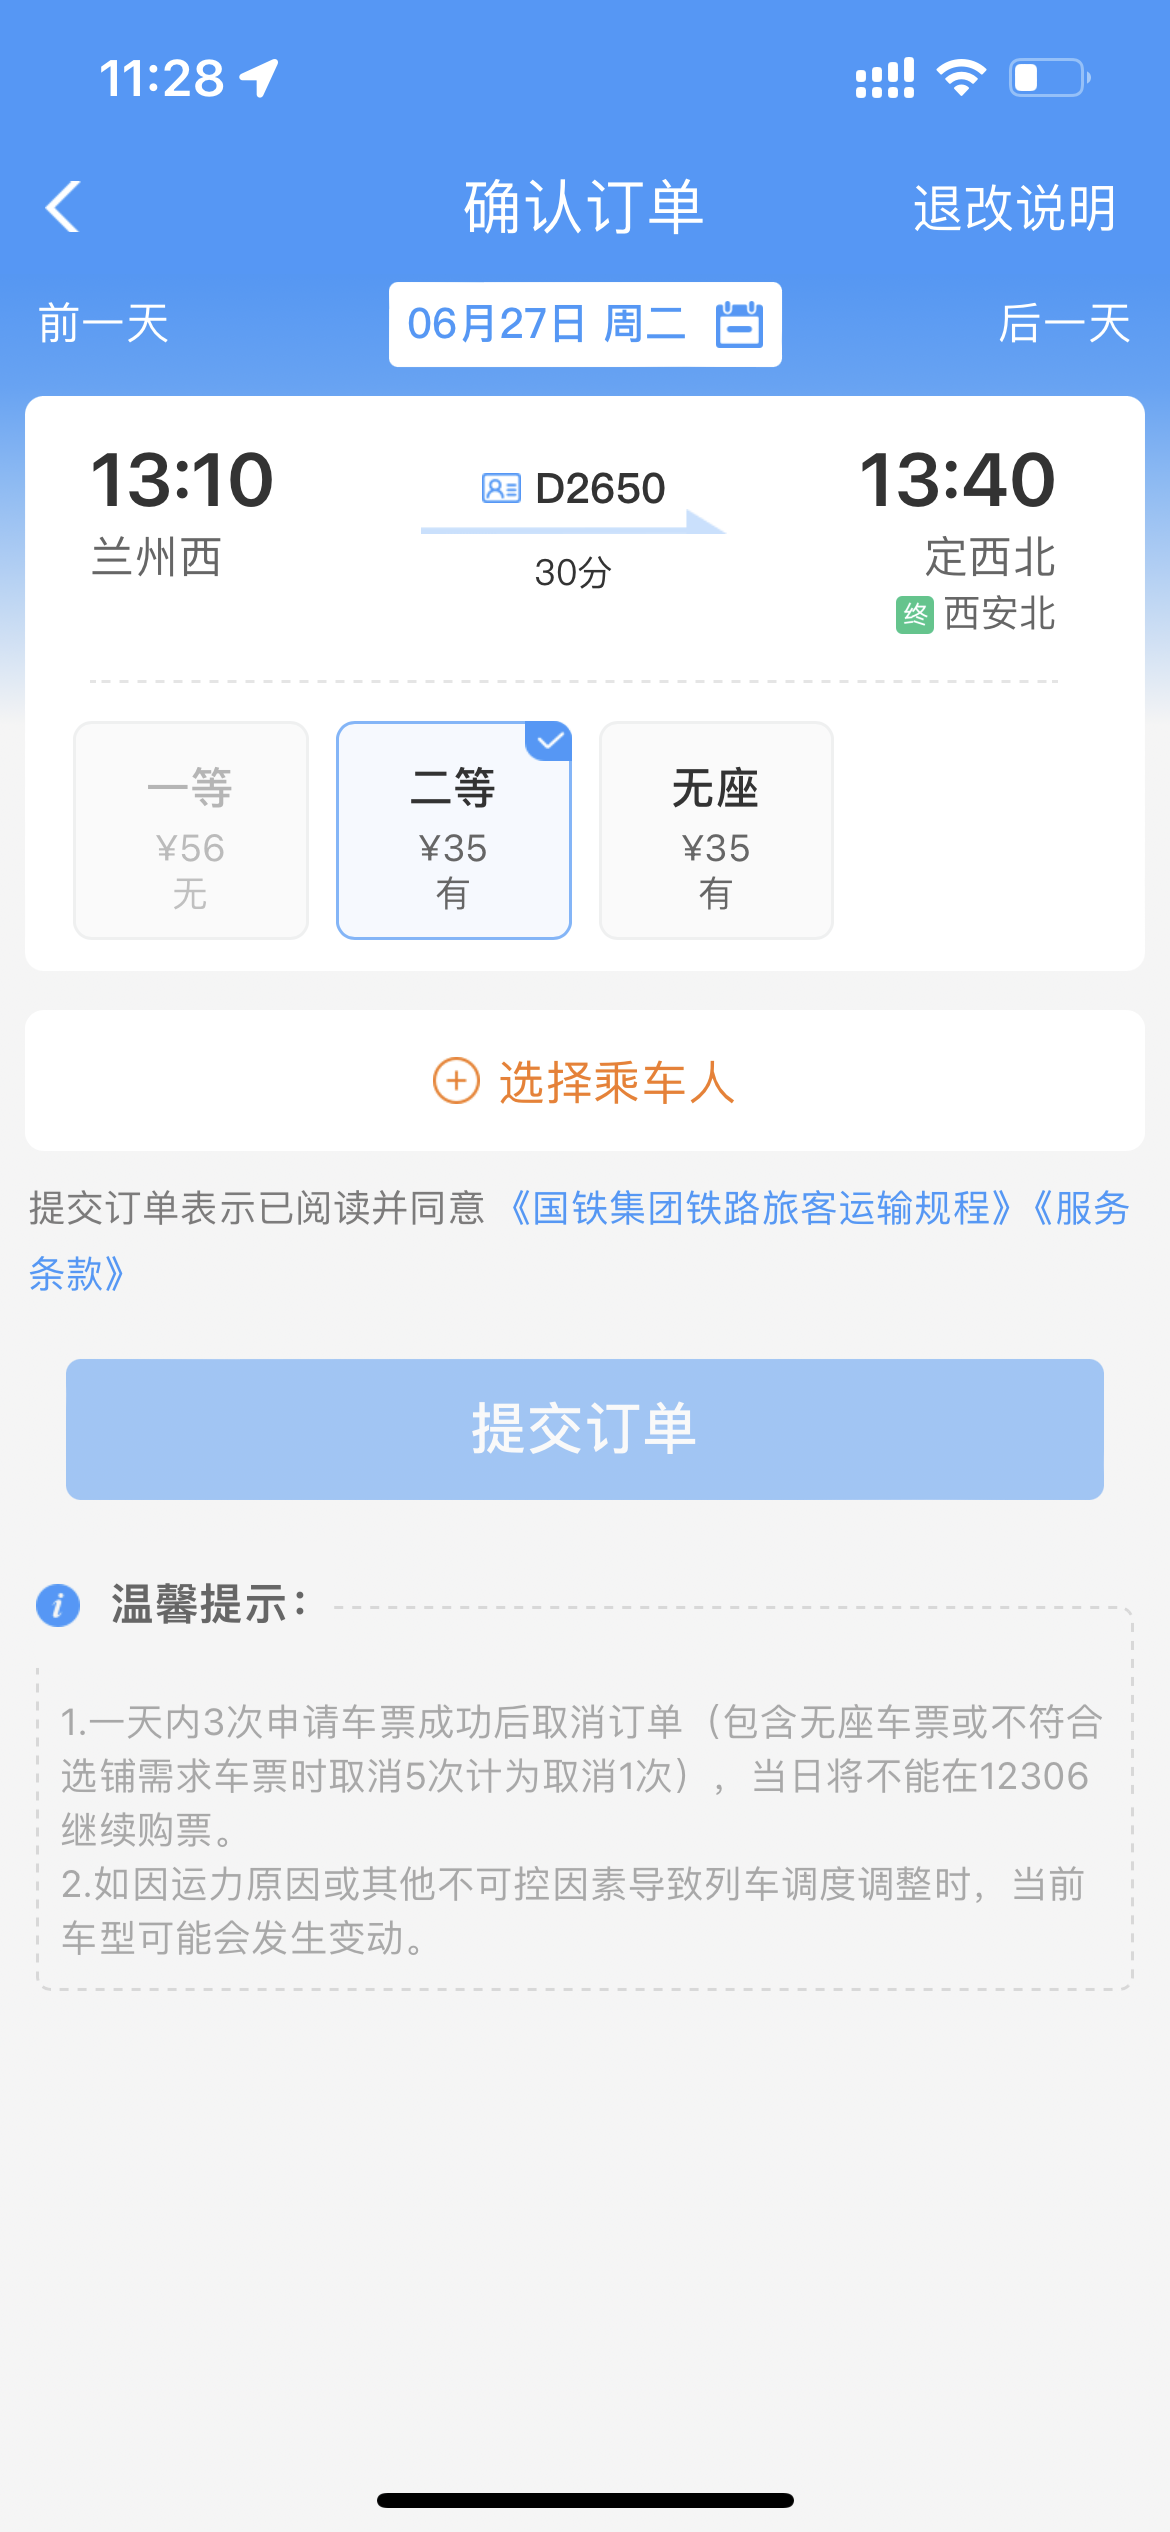 11:28
确认订单
退改说明
前一天
06月27日 周二
后一天
13:10
D2650
13:40
兰州西
30分
定西北
终 西安北
一等
¥56
无
二等
¥35
有
无座
¥35
有
选择乘车人
提交订单表示已阅读并同意《国铁集团铁路旅客运输规程》《服务
条款》
提交订单
温馨提示：
1.一天内3次申请车票成功后取消订单（包含无座车票或不符合
选铺需求车票时取消5次计为取消1次），当日将不能在12306
继续购票。
2.如因运力原因或其他不可控因素导致列车调度调整时，当前
车型可能会发生变动。